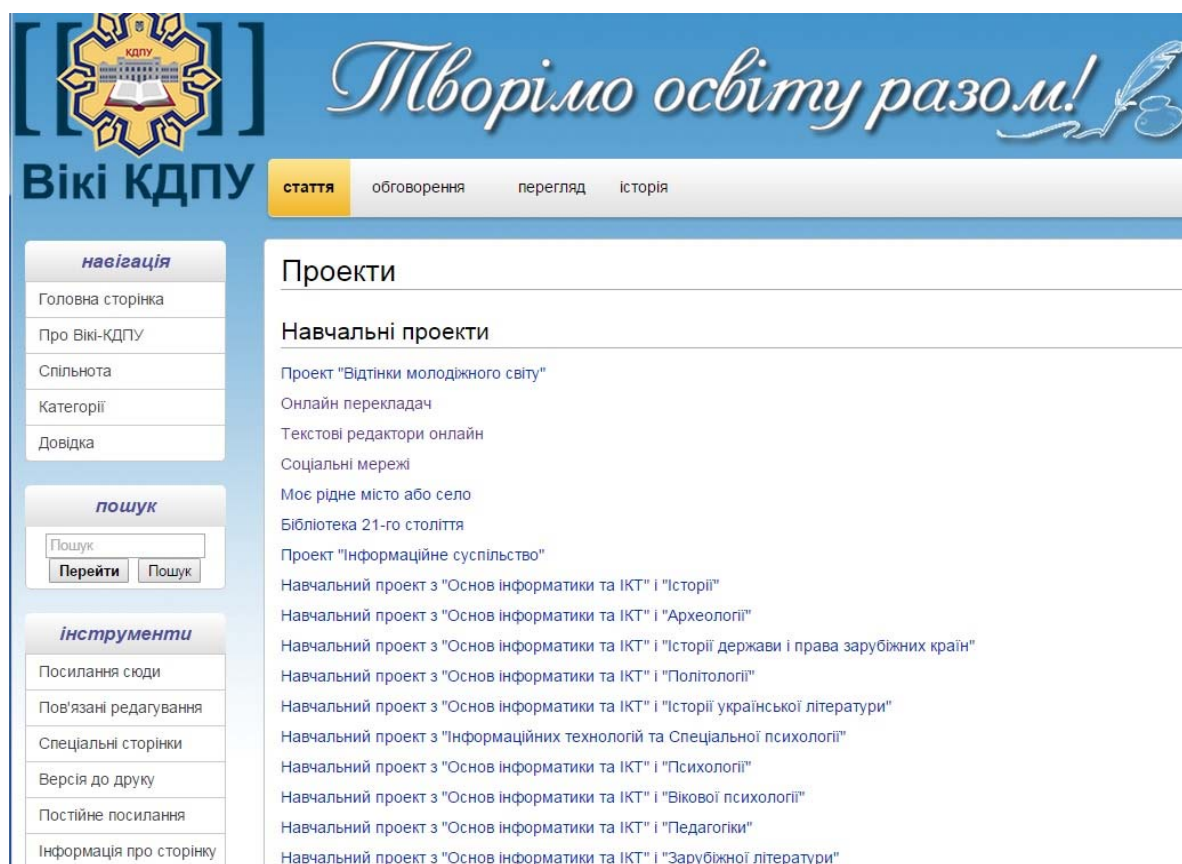 КДПУ
Творімо освіту разом!
Вікі КДПУ
стаття обговорення перегляд історія
навігація
Головна сторінка
Про Вікі-КДПУ
Спільнота
Категорії
Довідка
пошук
Пошук
Перейти Пошук
інструменти
Посилання сюди
Пов'язані редагування
Спеціальні сторінки
Версія до друку
Постійне посилання
Інформація про сторінку
Проекти
Навчальні проекти
Проект "Відтінки молодіжного світу"
Онлайн перекладач
Текстові редактори онлайн
Соціальні мережі
Моє рідне місто або село
Бібліотека 21-го століття
Проект "Інформаційне суспільство"
Навчальний проект з "Основ інформатики та ІКТ" і "Історії"
Навчальний проект з "Основ інформатики та ІКТ" і "Археології"
Навчальний проект з "Основ інформатики та ІКТ" і "Історії держави і права зарубіжних країн"
Навчальний проект з "Основ інформатики та ІКТ" і "Політології"
Навчальний проект з "Основ інформатики та ІКТ" і "Історії української літератури"
Навчальний проект з "Інформаційних технологій та Спеціальної психології"
Навчальний проект з "Основ інформатики та ІКТ" і "Психології"
Навчальний проект з "Основ інформатики та ІКТ" і "Вікової психології"
Навчальний проект з "Основ інформатики та ІКТ" і "Педагогіки"
Навчальний проект з "Основ інформатики та ІКТ" і "Зарубіжної літератури"